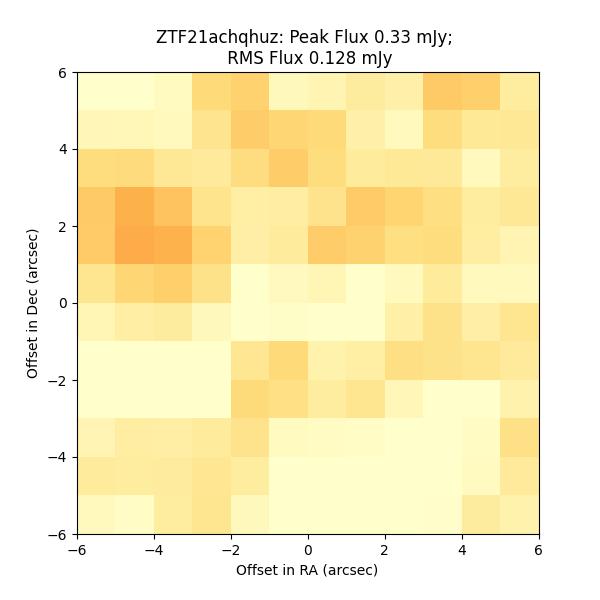 ZTF21achqhuz: Peak Flux 0.33 mJy;
RMS Flux 0.128 mJy
6
4
2
0
−2
−4
−6
Offset in Dec (arcsec)
−6 −4 −2 0 2 4 6
Offset in RA (arcsec)